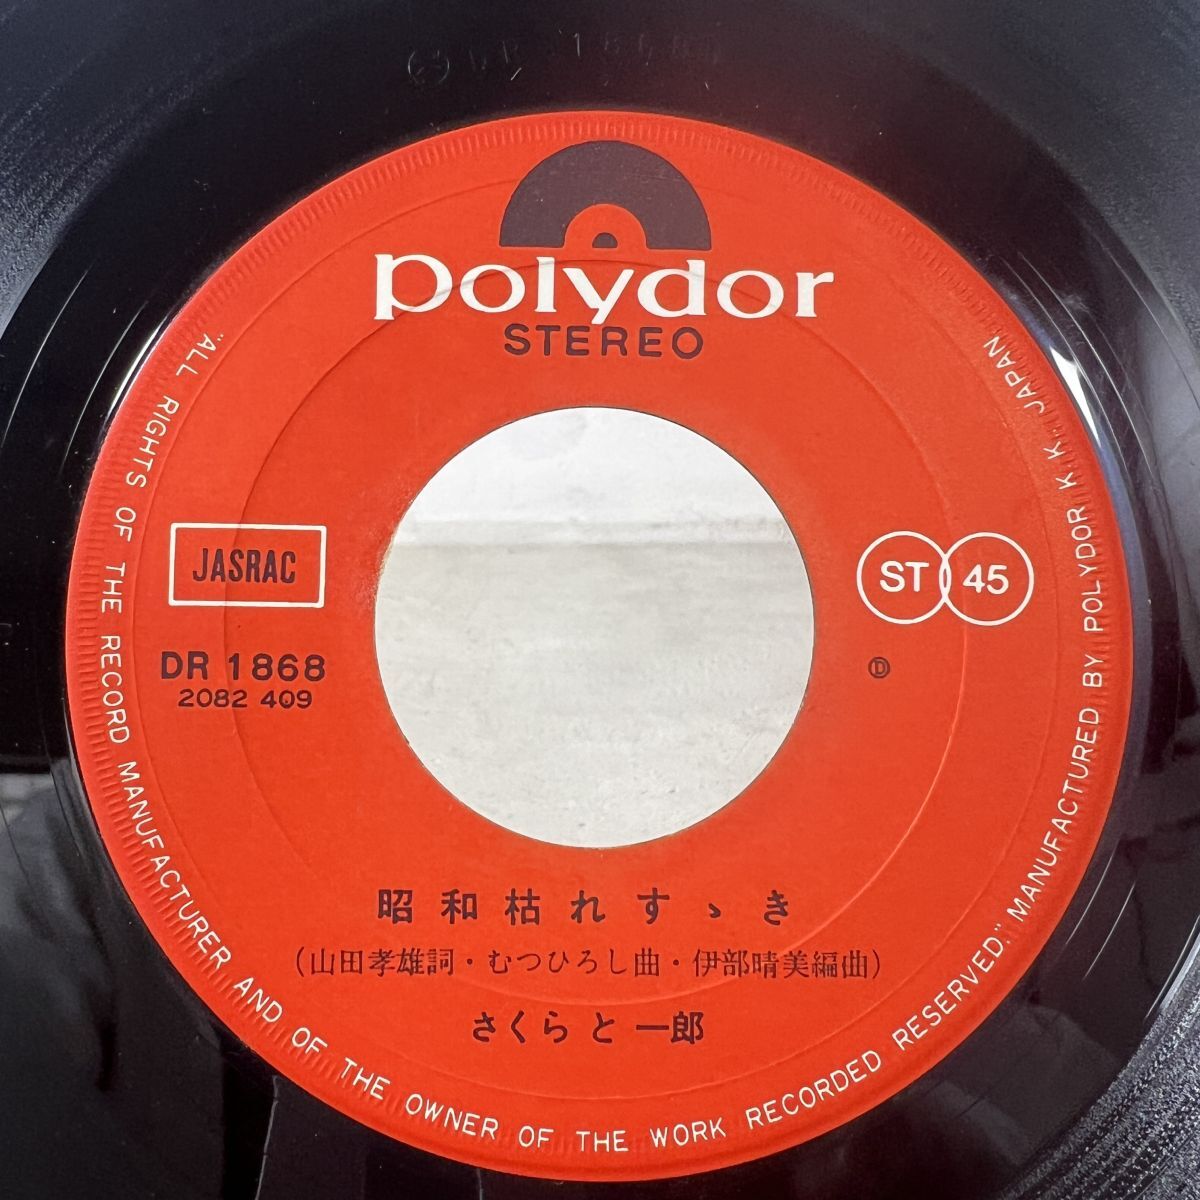 polydor
STEREO
JASRAC
DR 1868
2082 409
ST 45
Ⓓ
昭和枯れすゝき
(山田孝雄詞・むつひろし曲・伊部晴美編曲)
さくらと一郎
"ALL RIGHTS OF THE RECORD MANUFACTURER AND OF THE OWNER OF THE WORK RECORDED RESERVED." MANUFACTURED BY POLYDOR K.K. JAPAN